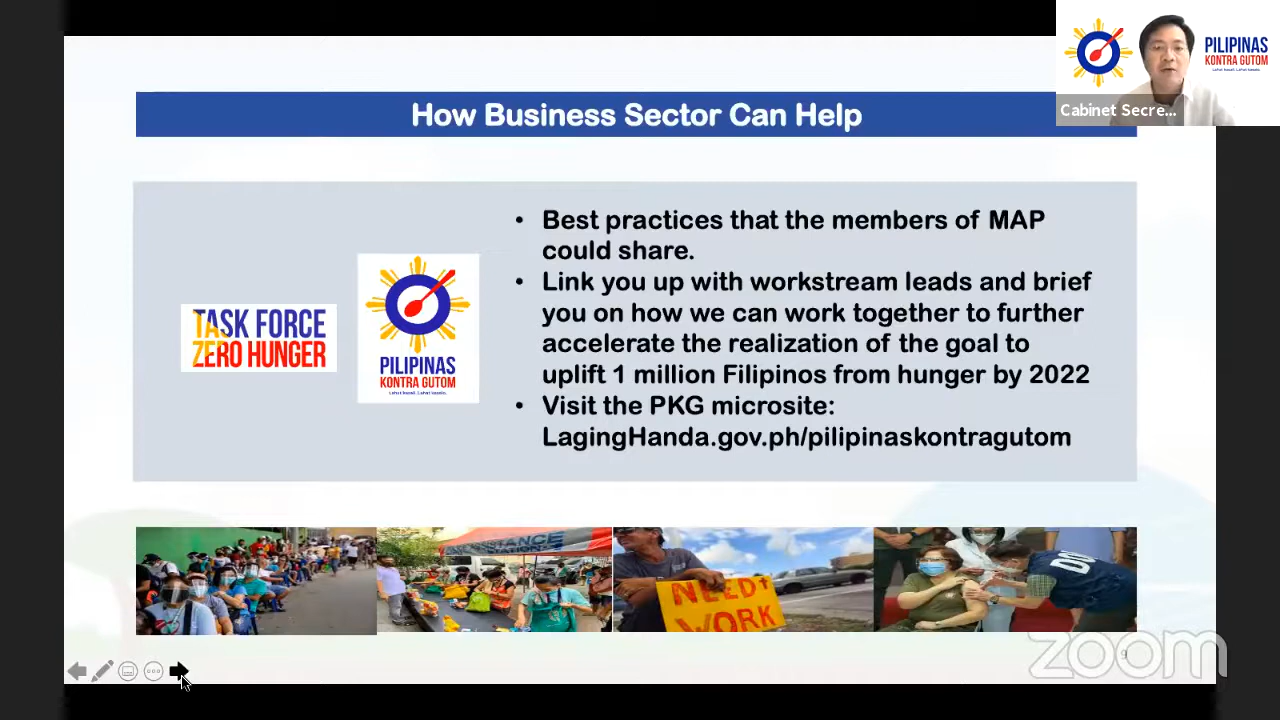 PILIPINAS
KONTRA GUTOM
Cabinet Secre...
How Business Sector Can Help
• Best practices that the members of MAP
could share.
• Link you up with workstream leads and brief
you on how we can work together to further
accelerate the realization of the goal to
uplift 1 million Filipinos from hunger by 2022
• Visit the PKG microsite:
LagingHanda.gov.ph/pilipinaskontragutom
TASK FORCE
ZERO HUNGER
PILIPINAS
KONTRA GUTOM
NEED
WORK
zoom
9